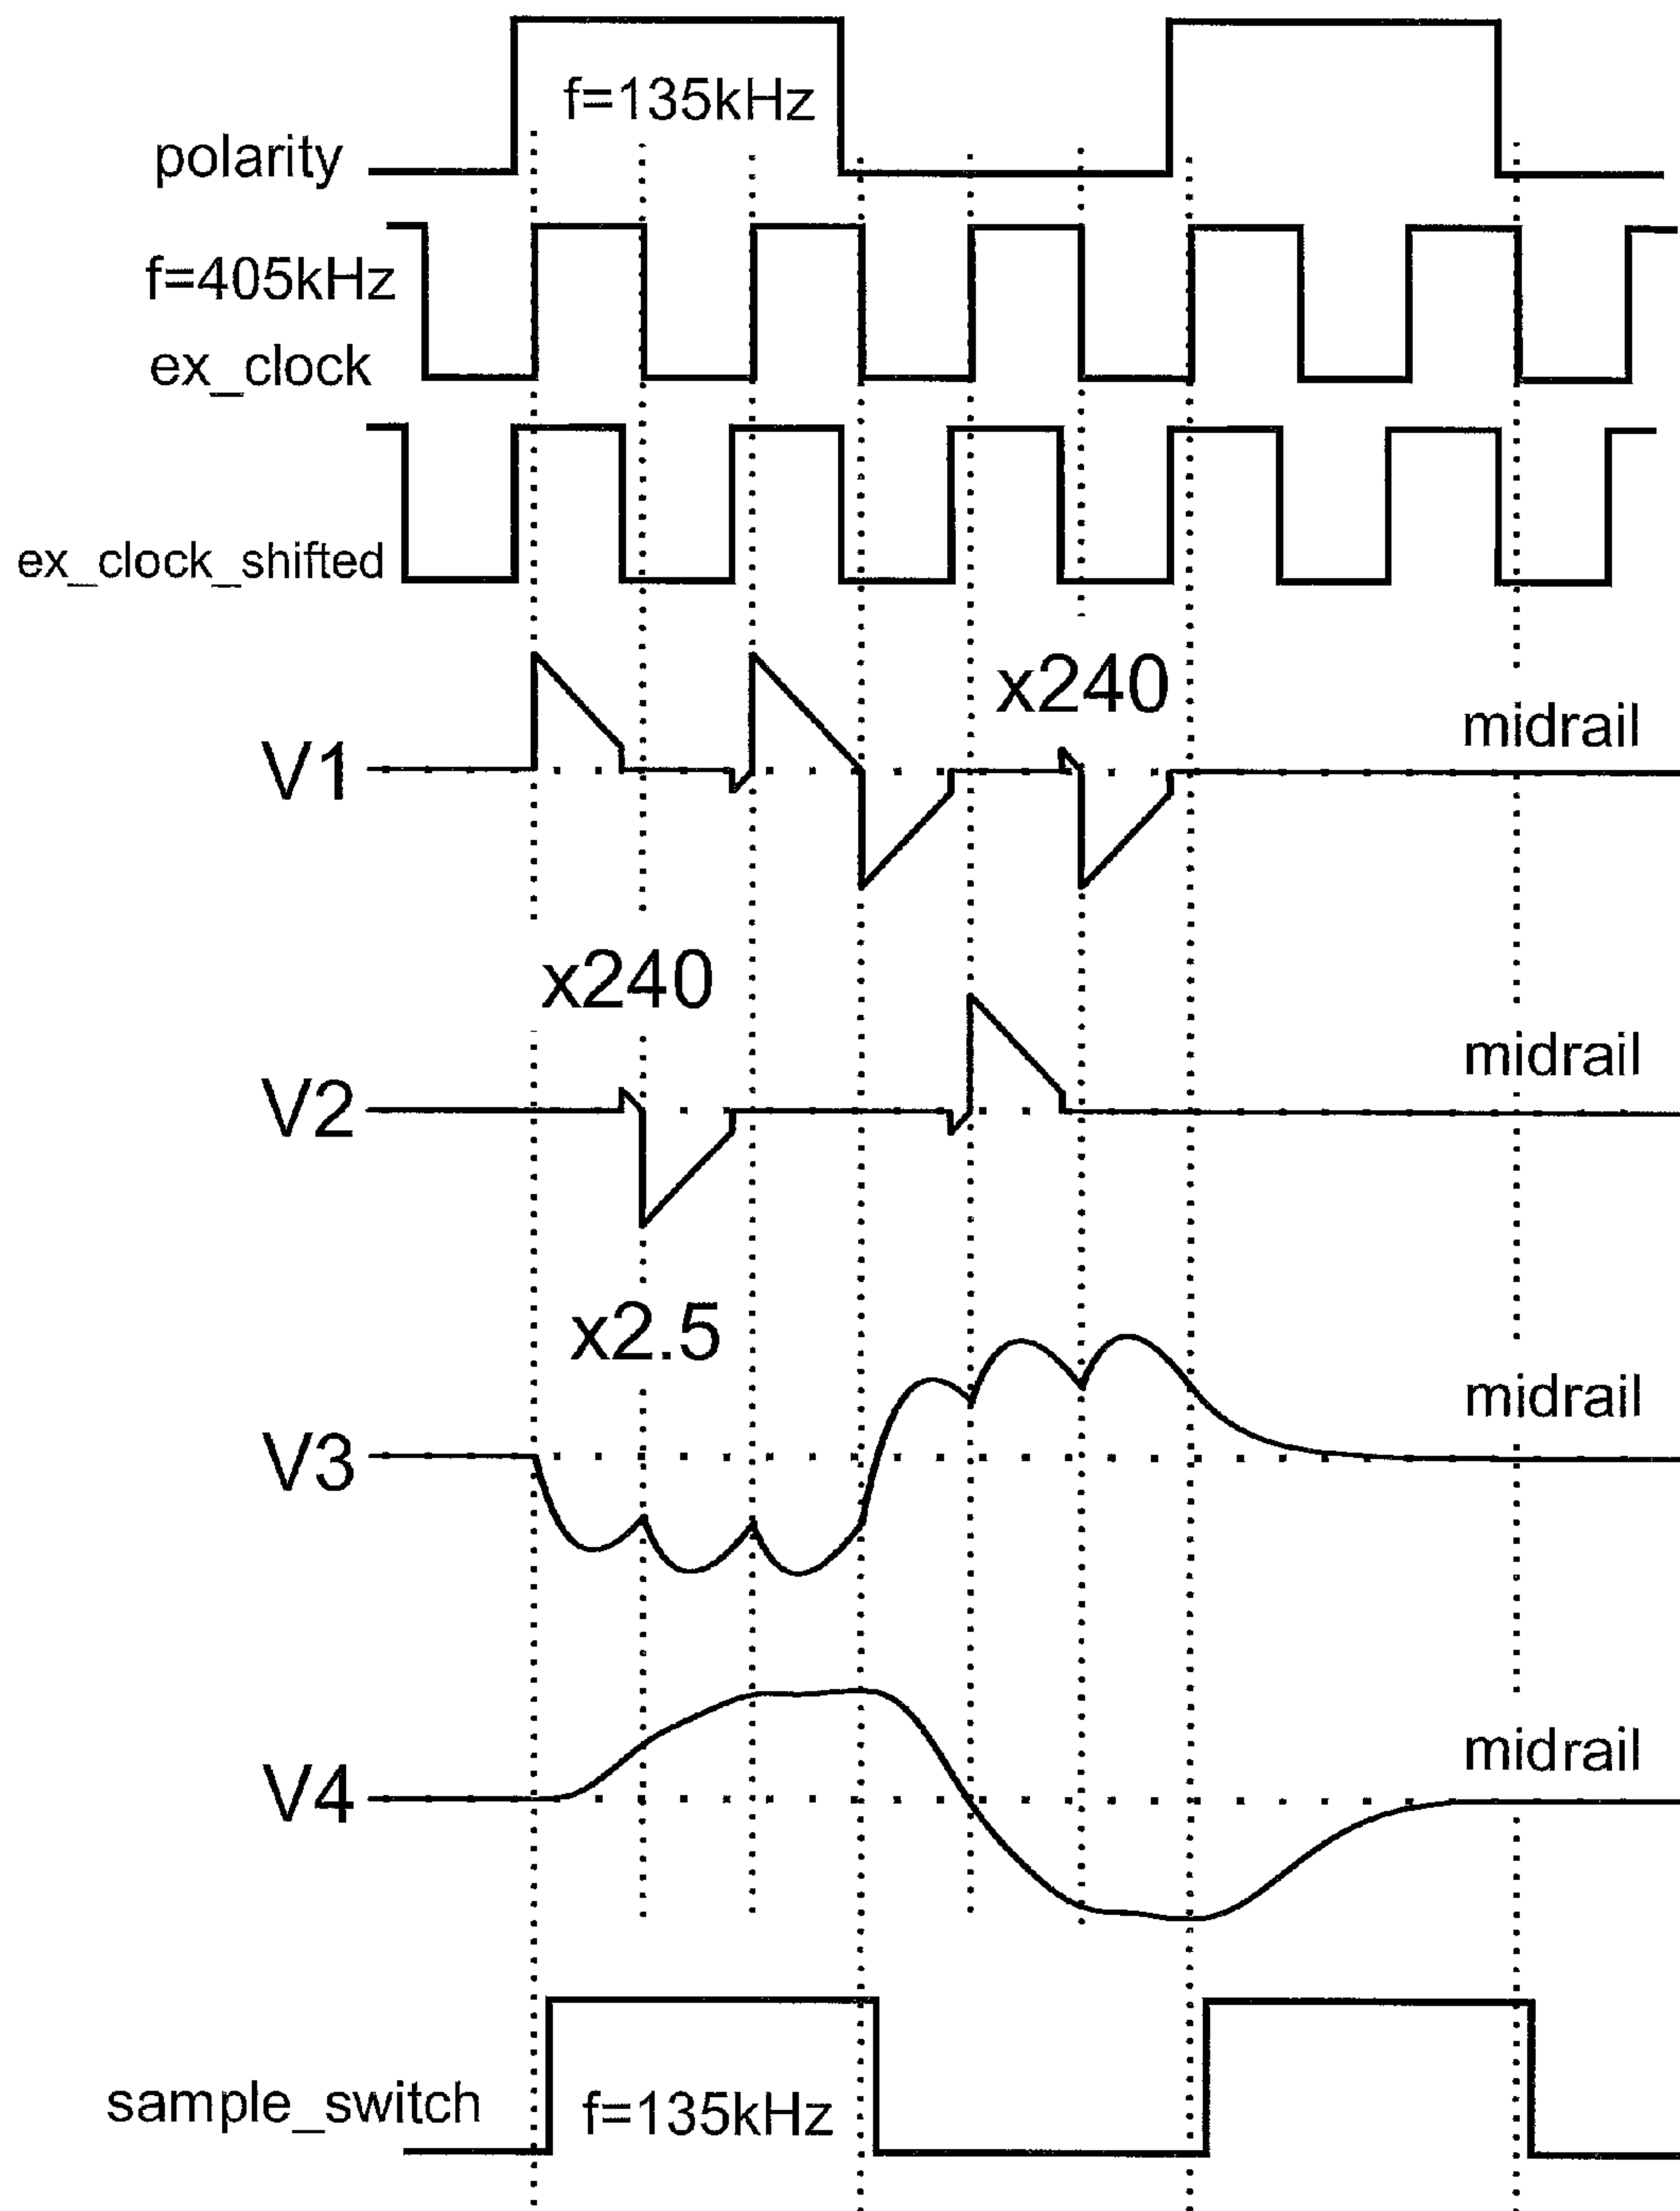 f=135kHz
polarity
f=405kHz
ex_clock
ex_clock_shifted
x240
midrail
V1
x240
midrail
V2
x2.5
midrail
V3
midrail
V4
sample_switch
f=135kHz